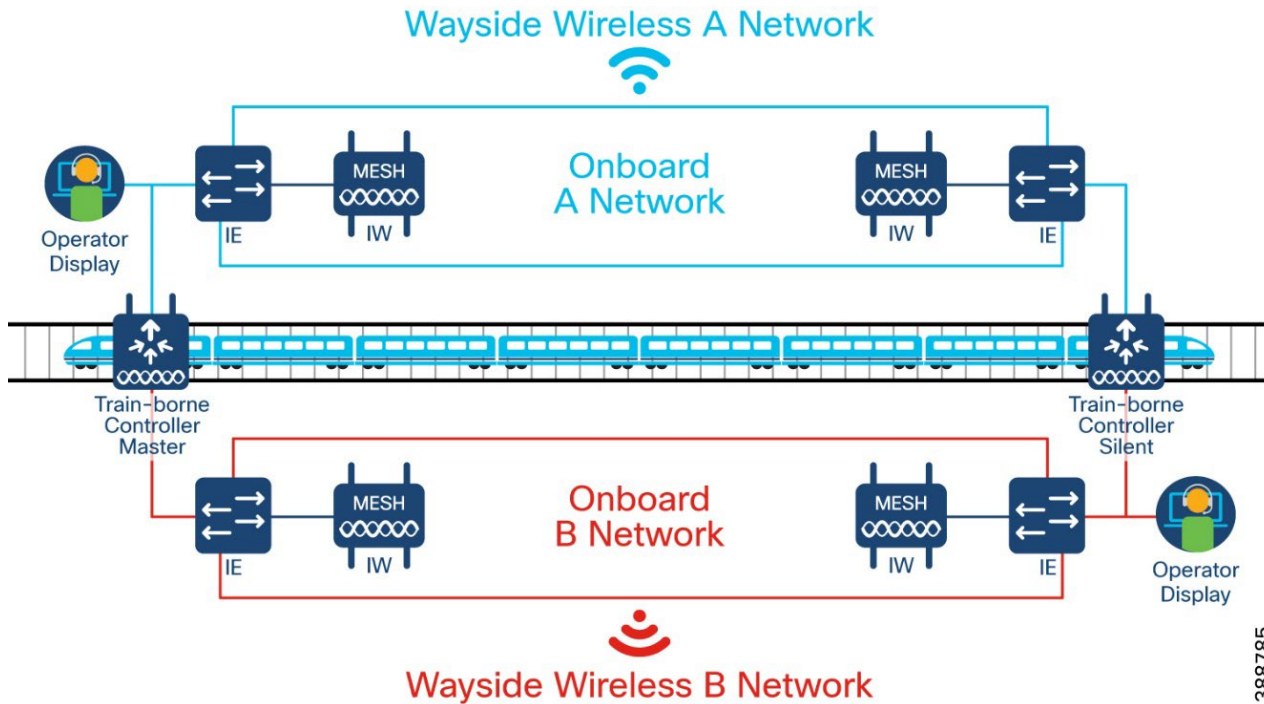 Wayside Wireless A Network
MESH
IW
IE
Onboard
A Network
MESH
IW
IE
Operator
Display
Train-borne
Controller
Master
Train-borne
Controller
Silent
IE
MESH
IW
Onboard
B Network
MESH
IW
IE
Operator
Display
Wayside Wireless B Network
388785